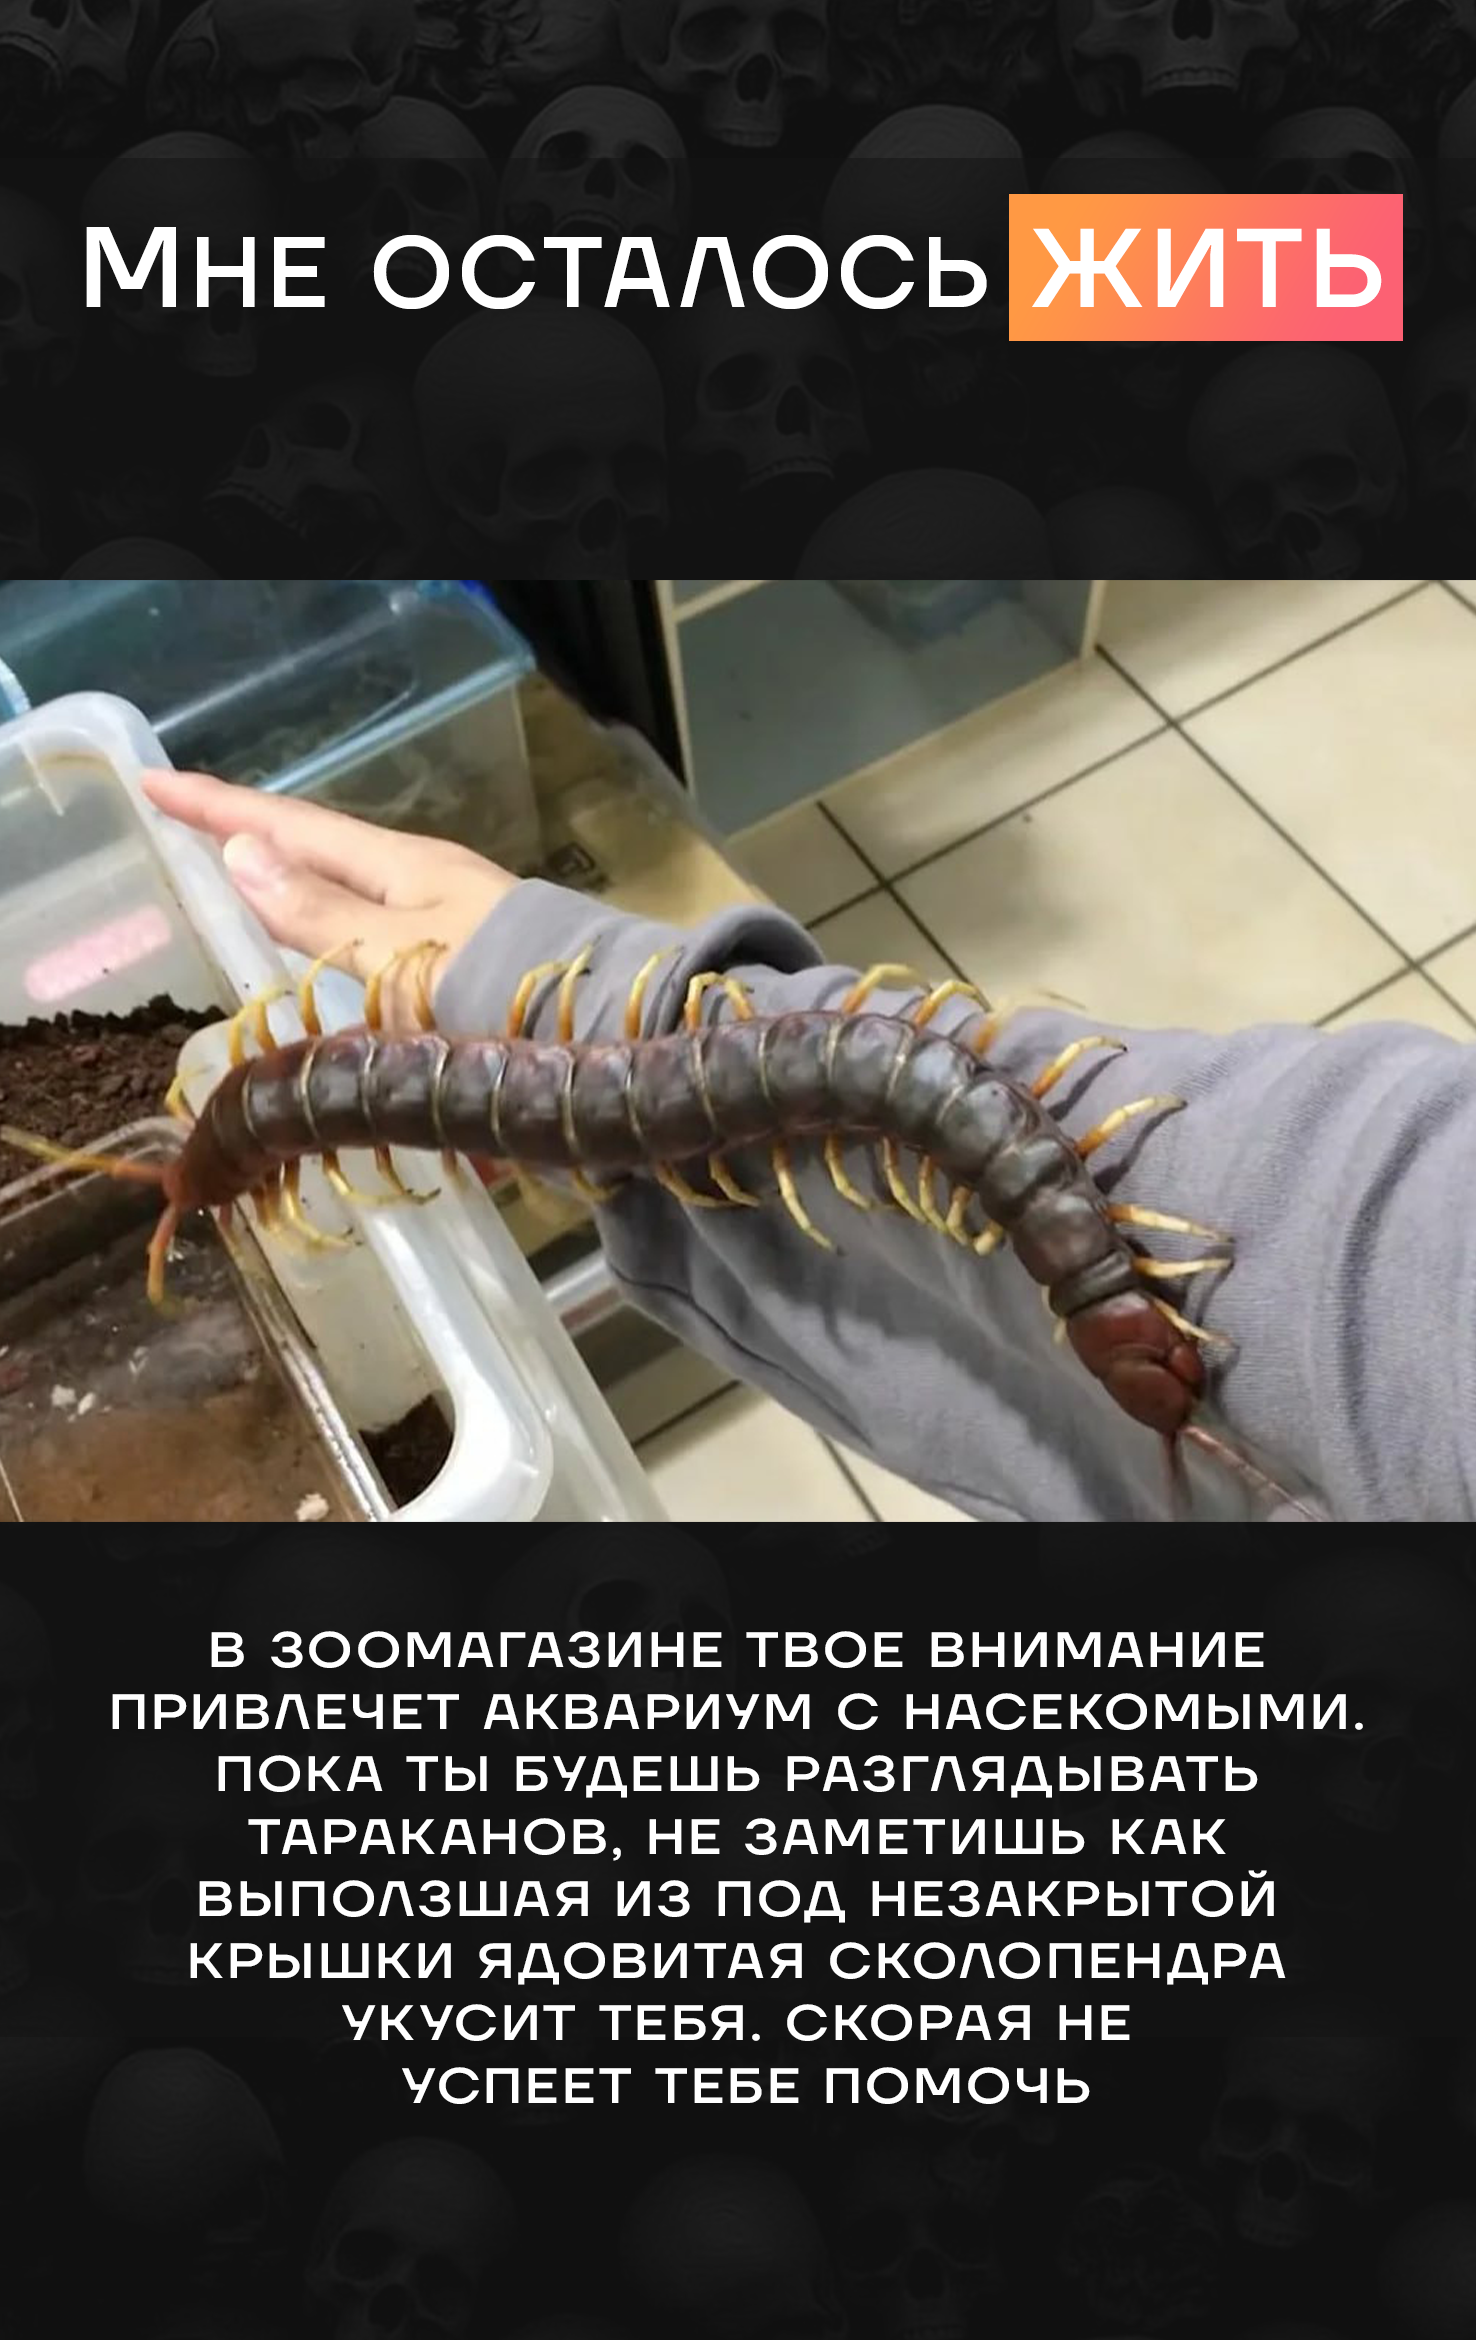 Мне осталось жить
В ЗООМАГАЗИНЕ ТВОЕ ВНИМАНИЕ
ПРИВЛЕЧЕТ АКВАРИУМ С НАСЕКОМЫМИ.
ПОКА ТЫ БУДЕШЬ РАЗГЛЯДЫВАТЬ
ТАРАКАНОВ, НЕ ЗАМЕТИШЬ КАК
ВЫПОЛЗШАЯ ИЗ ПОД НЕЗАКРЫТОЙ
КРЫШКИ ЯДОВИТАЯ СКОЛОПЕНДРА
УКУСИТ ТЕБЯ. СКОРАЯ НЕ
УСПЕЕТ ТЕБЕ ПОМОЧЬ